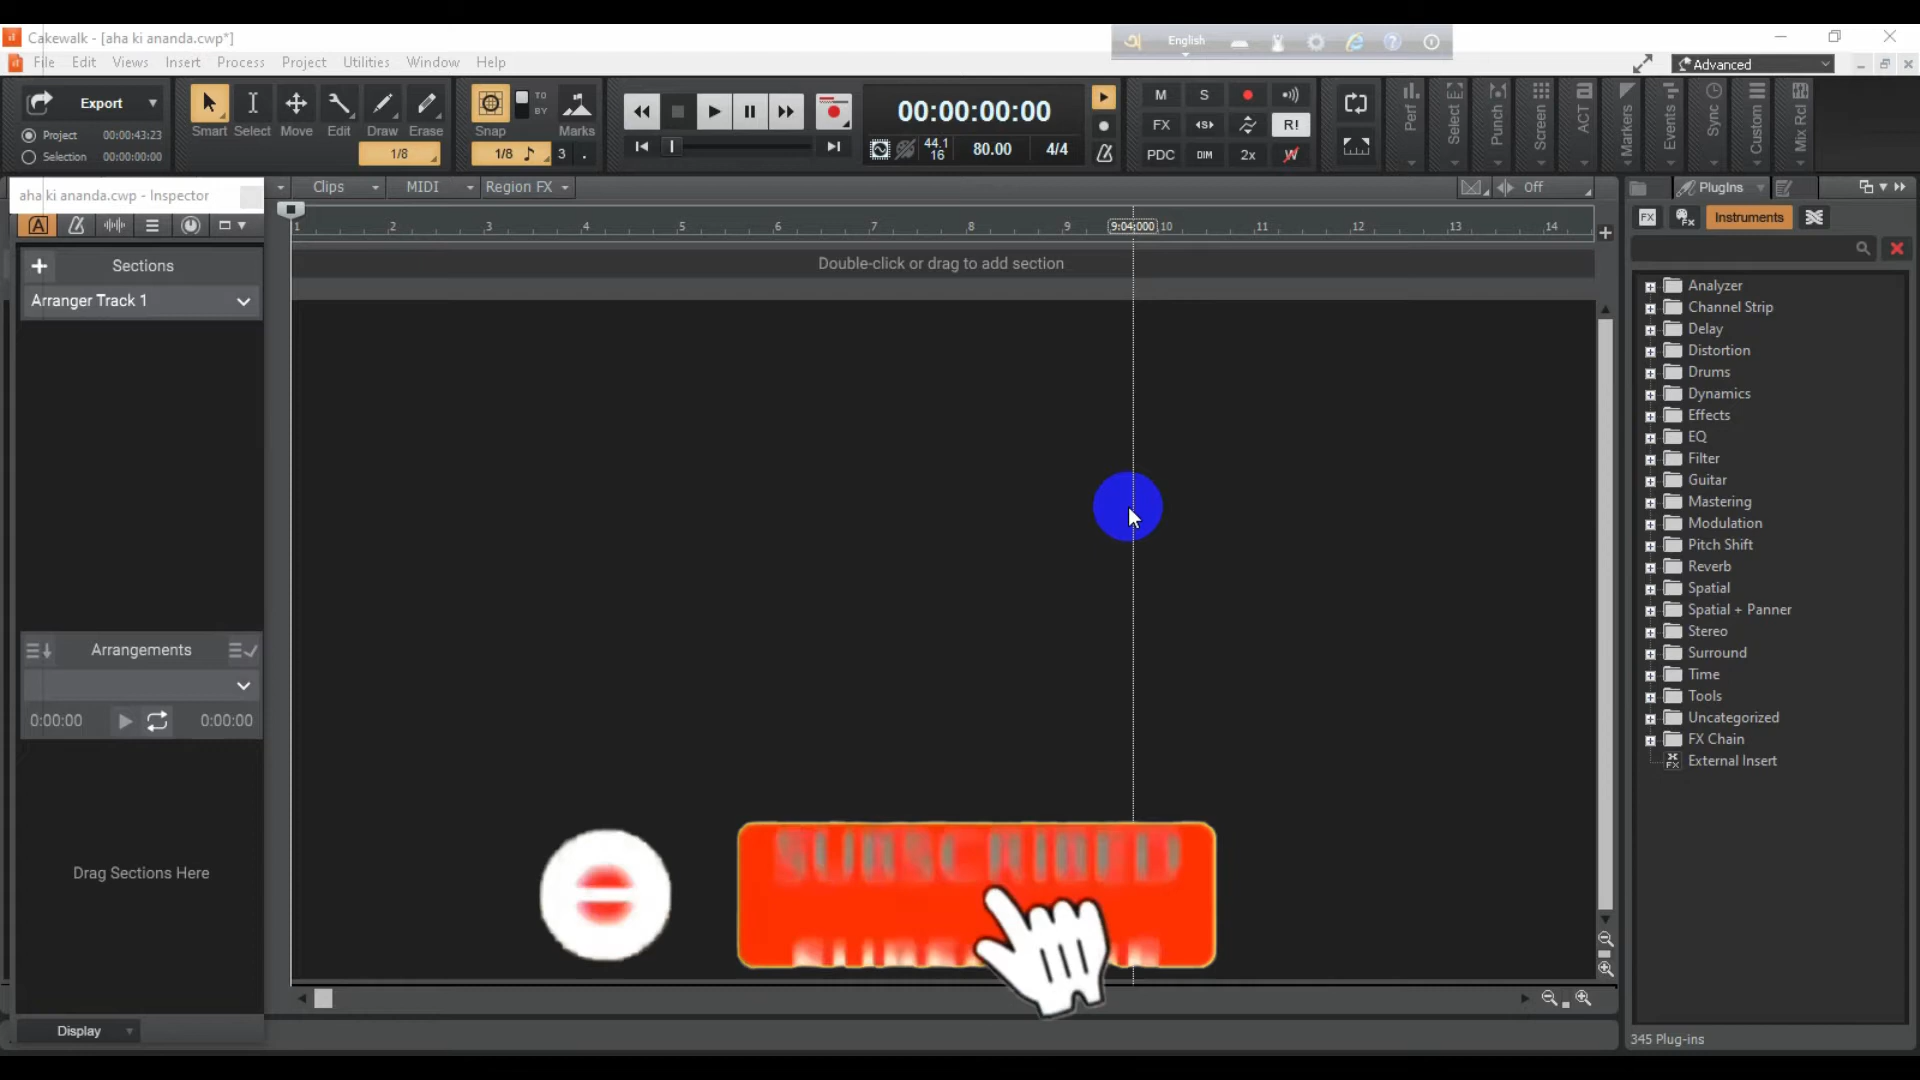 Cakewalk - [aha ki ananda.cwp*]
English
File Edit Views Insert Process Project Utilities Window Help
Advanced
Export
Project 00:00:43:23
Selection 00:00:00:00
Smart Select Move Edit Draw Erase
1/8
Snap
TO
BY
Marks
1/8 3
00:00:00:00
44.1
16
80.00
4/4
M S
FX R!
PDC DIM 2x W
Perf
Select
Punch
Screen
ACT
Markers
Events
Sync
Custom
Mix Rcl
aha ki ananda.cwp - Inspector
Clips MIDI Region FX
Off
PlugIns
A
1 2 3 4 5 6 7 8 9 9:04:000 10 11 12 13 14
FX Fx Instruments
Sections
Double-click or drag to add section
Arranger Track 1
Analyzer
Channel Strip
Delay
Distortion
Drums
Dynamics
Effects
EQ
Filter
Guitar
Mastering
Modulation
Pitch Shift
Reverb
Spatial
Spatial + Panner
Stereo
Surround
Time
Tools
Uncategorized
FX Chain
External Insert
Arrangements
0:00:00 0:00:00
Drag Sections Here
Display
345 Plug-ins